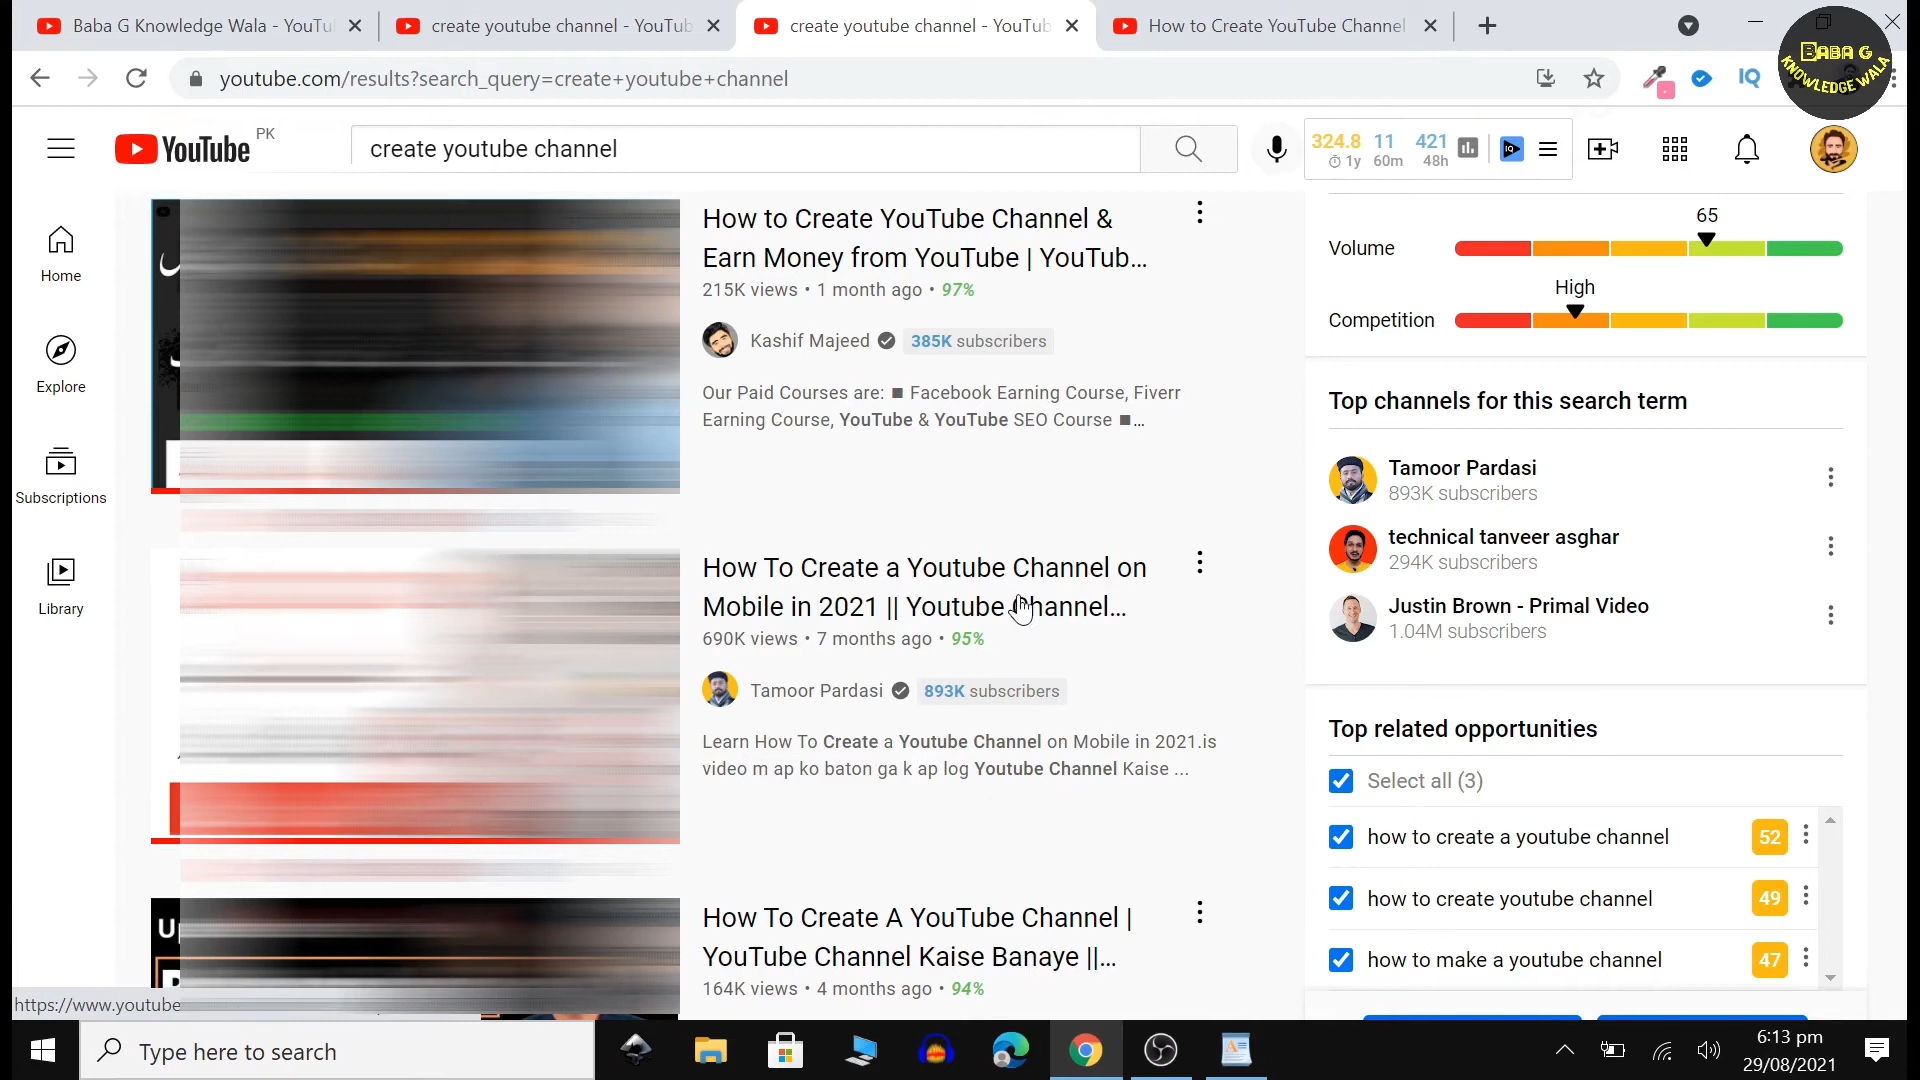 Baba G Knowledge Wala - YouTu
create youtube channel - YouTub
create youtube channel - YouTub
How to Create YouTube Channel
BABA G
KNOWLEDGE WALA
youtube.com/results?search_query=create+youtube+channel
IQ
YouTube PK
create youtube channel
324.8 11 421
1y 60m 48h
Home
Explore
Subscriptions
Library
How to Create YouTube Channel &
Earn Money from YouTube | YouTub...
215K views • 1 month ago • 97%
Kashif Majeed 385K subscribers
Our Paid Courses are: ■ Facebook Earning Course, Fiverr
Earning Course, YouTube & YouTube SEO Course ■...
How To Create a Youtube Channel on
Mobile in 2021 || Youtube Channel...
690K views • 7 months ago • 95%
Tamoor Pardasi 893K subscribers
Learn How To Create a Youtube Channel on Mobile in 2021.is
video m ap ko baton ga k ap log Youtube Channel Kaise ...
How To Create A YouTube Channel |
YouTube Channel Kaise Banaye ||...
164K views • 4 months ago • 94%
65
Volume
High
Competition
Top channels for this search term
Tamoor Pardasi
893K subscribers
technical tanveer asghar
294K subscribers
Justin Brown - Primal Video
1.04M subscribers
Top related opportunities
Select all (3)
how to create a youtube channel 52
how to create youtube channel 49
how to make a youtube channel 47
https://www.youtube
Type here to search
6:13 pm
29/08/2021